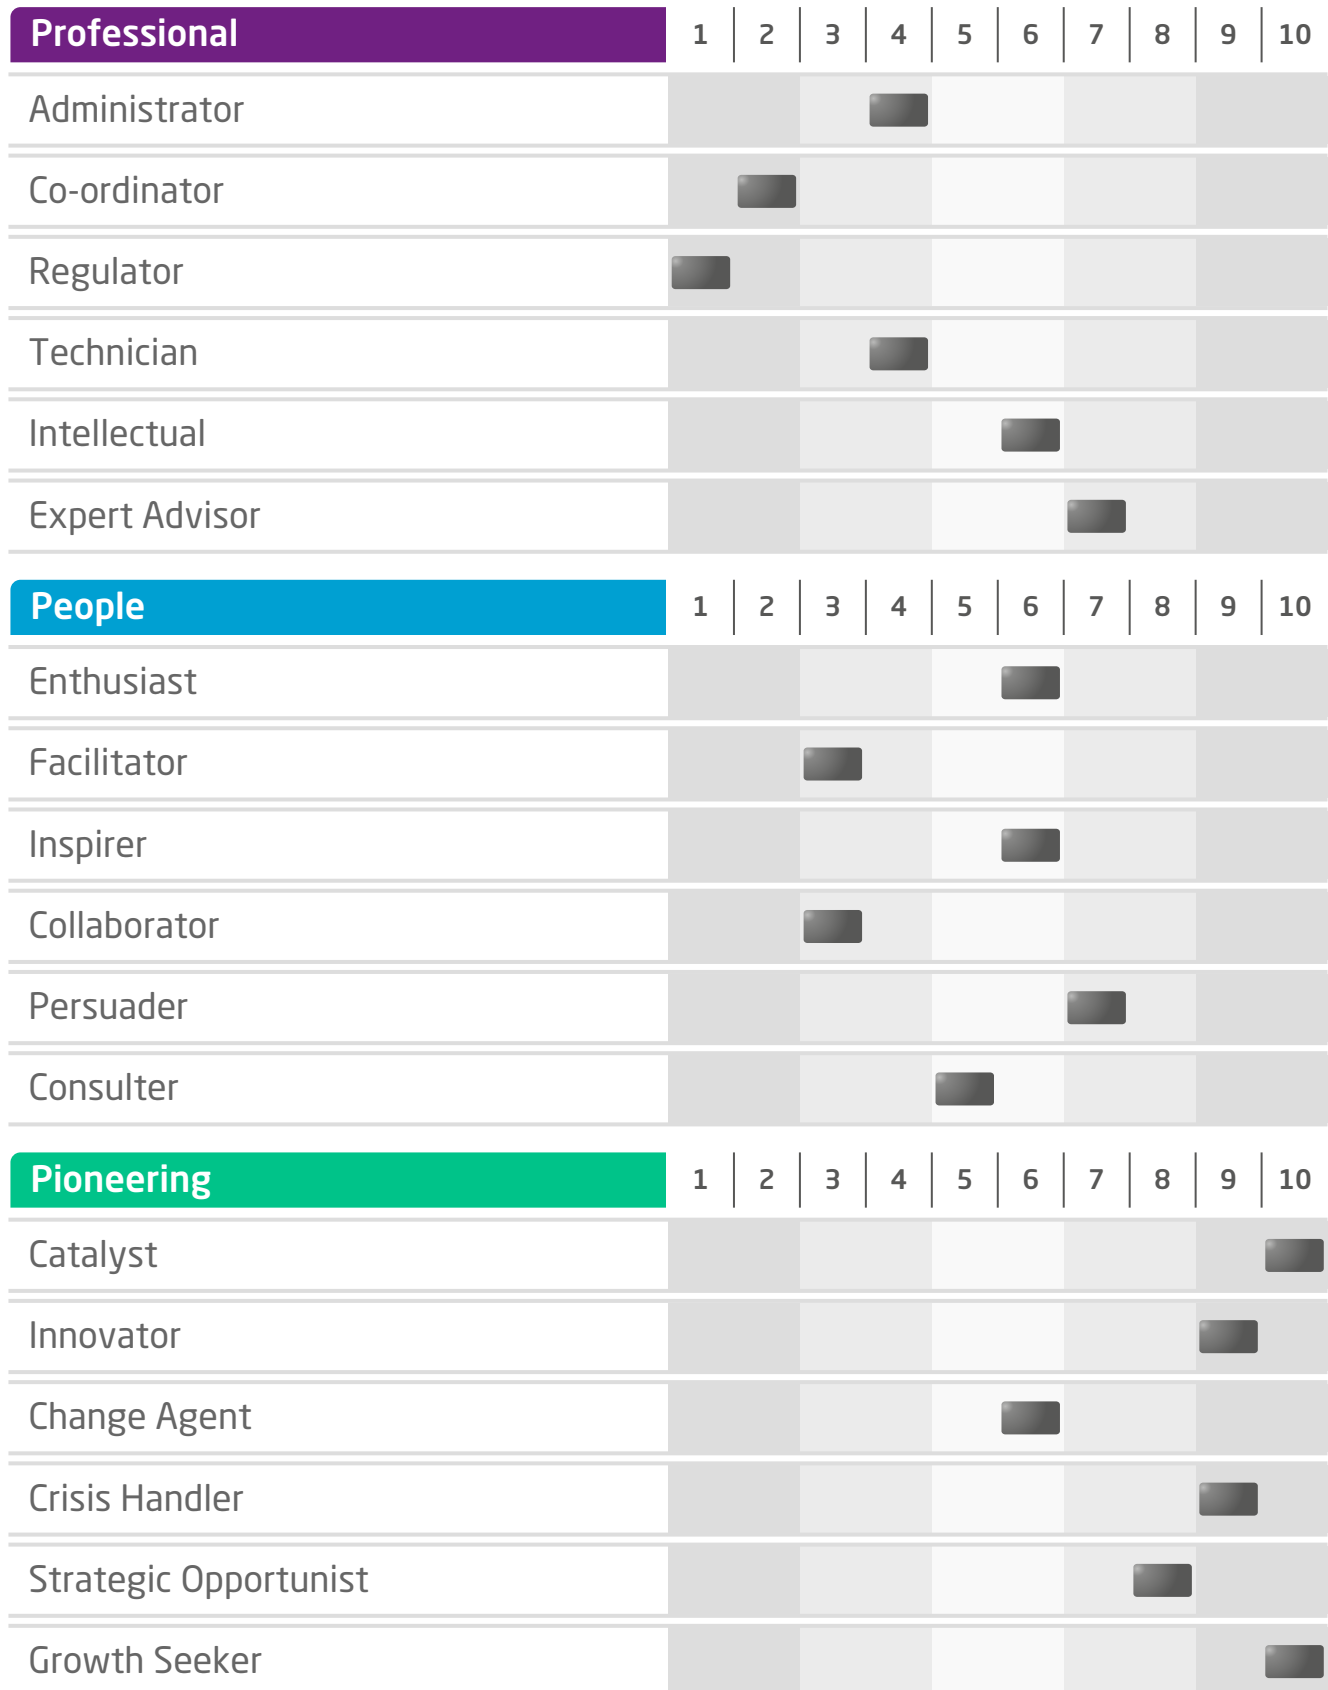 Professional 1 2 3 4 5 6 7 8 9 10
Administrator
Co-ordinator
Regulator
Technician
Intellectual
Expert Advisor
People 1 2 3 4 5 6 7 8 9 10
Enthusiast
Facilitator
Inspirer
Collaborator
Persuader
Consulter
Pioneering 1 2 3 4 5 6 7 8 9 10
Catalyst
Innovator
Change Agent
Crisis Handler
Strategic Opportunist
Growth Seeker